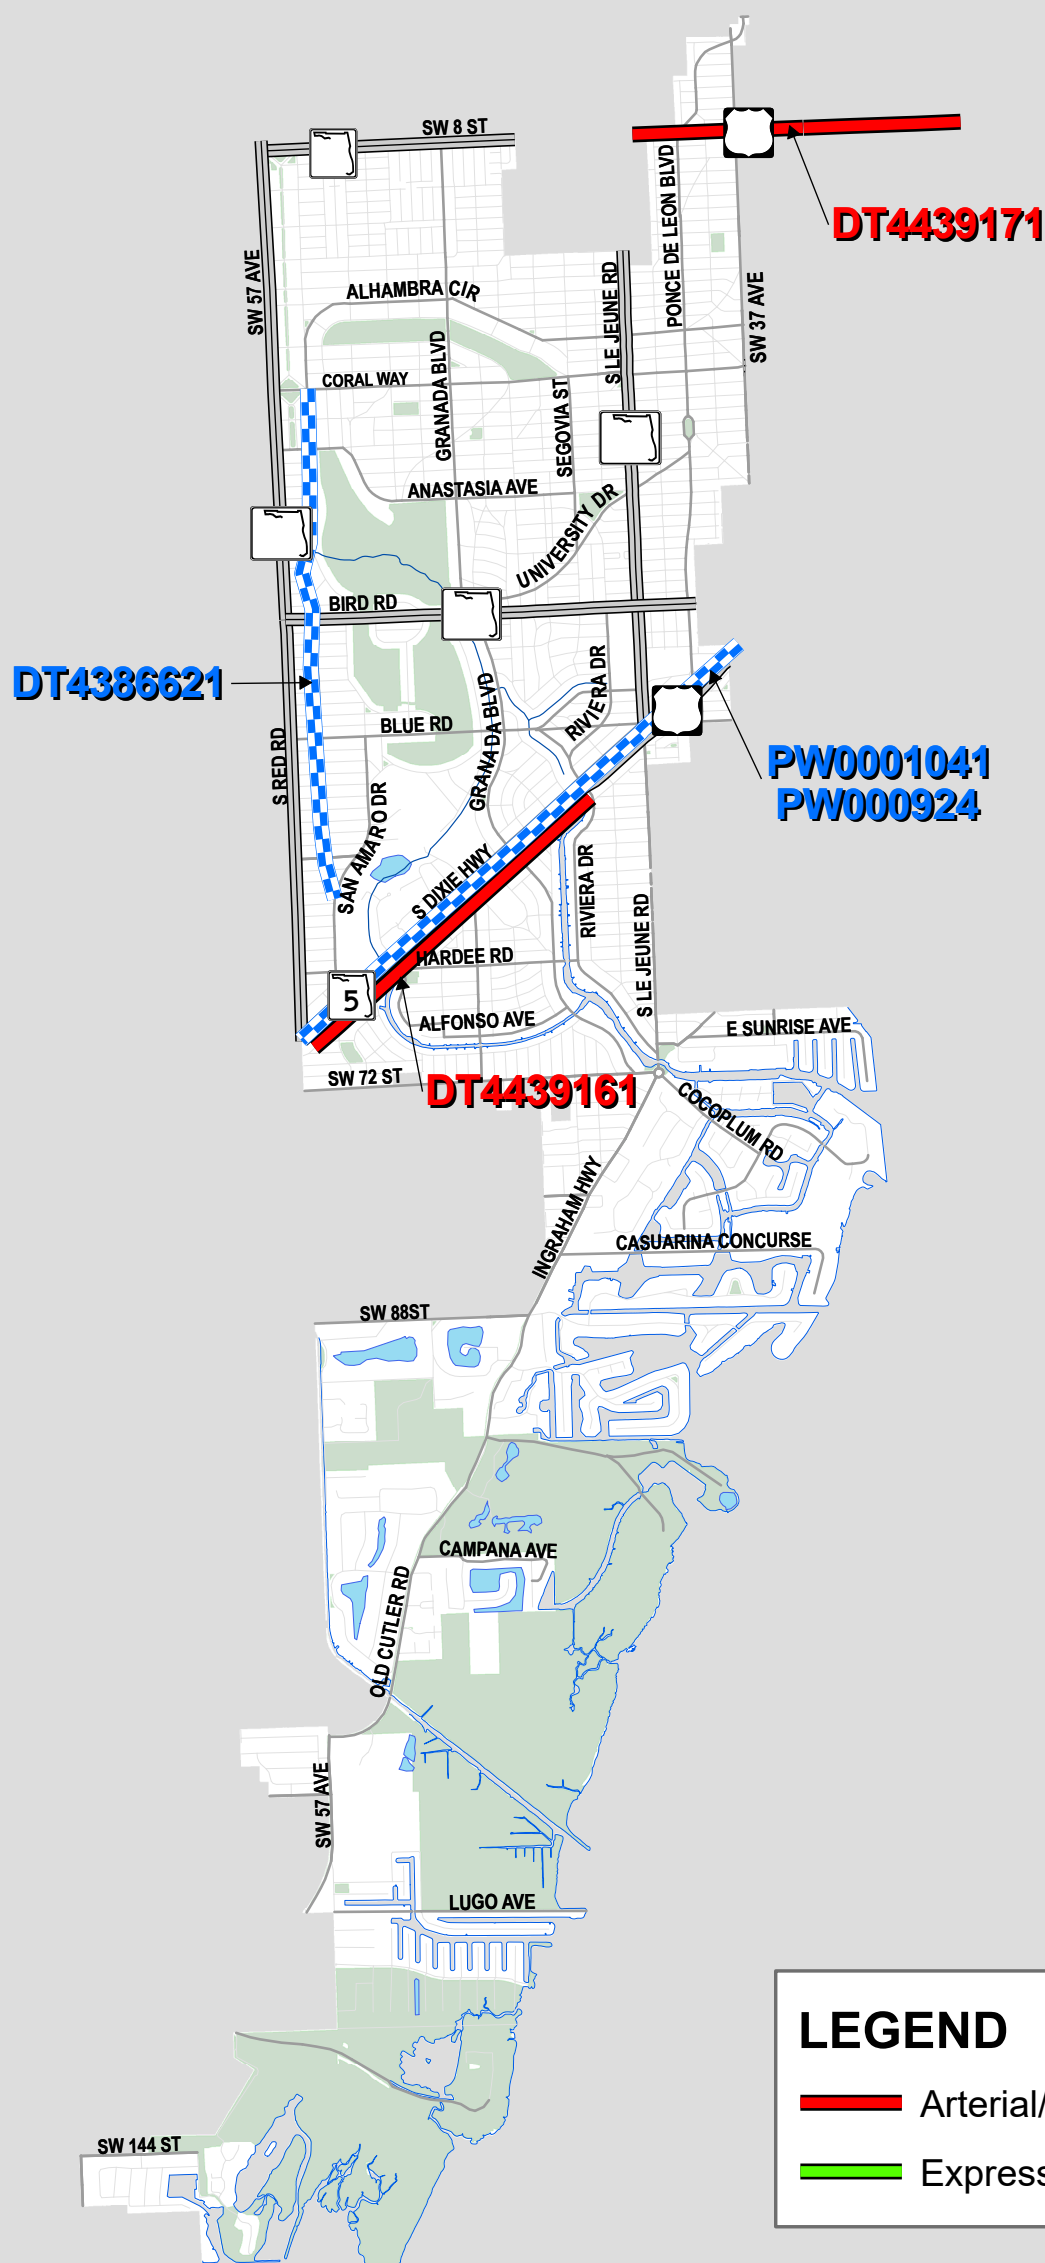 SW 8 ST
DT4439171
PONCE DE LEON BLVD
SW 57 AVE
SW 37 AVE
S LE JEUNE RD
ALHAMBRA CIR
GRANADA BLVD
CORAL WAY
SEGOVIA ST
ANASTASIA AVE
UNIVERSITY DR
BIRD RD
DT4386621
RIVIERA DR
BLUE RD
GRANADA BLVD
S RED RD
PW0001041
PW000924
SAN AMARO DR
S DIXIE HWY
RIVIERA DR
S LE JEUNE RD
HARDEE RD
5
ALFONSO AVE
E SUNRISE AVE
SW 72 ST
DT4439161
COCOPLUM RD
INGRAHAM HWY
CASUARINA CONCURSE
SW 88ST
CAMPANA AVE
OLD CUTLER RD
SW 57 AVE
LUGO AVE
LEGEND
Arterial/
Express
SW 144 ST